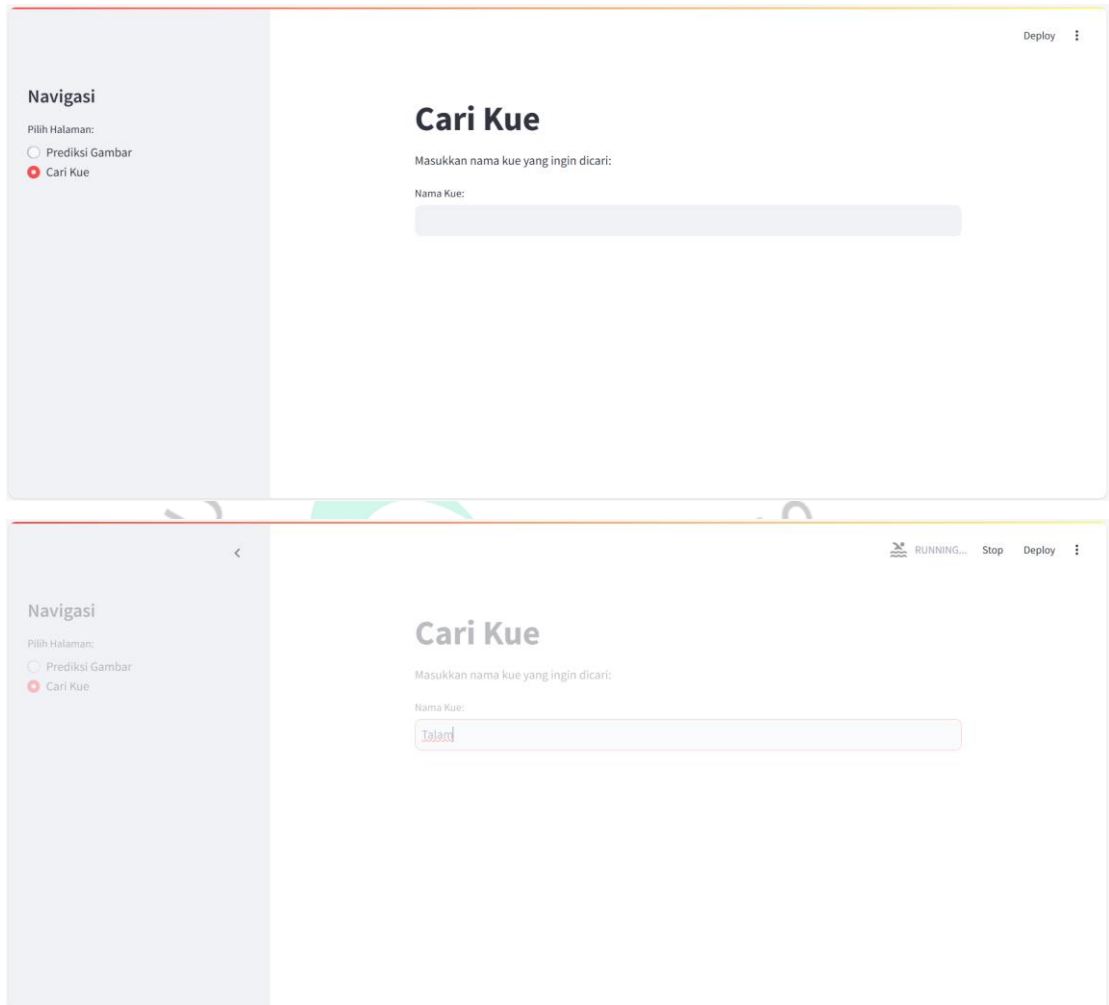 Deploy
Navigasi
Pilih Halaman:
Prediksi Gambar
Cari Kue
Cari Kue
Masukkan nama kue yang ingin dicari:
Nama Kue:
RUNNING... Stop Deploy
Navigasi
Pilih Halaman:
Prediksi Gambar
Cari Kue
Cari Kue
Masukkan nama kue yang ingin dicari:
Nama Kue:
Talam